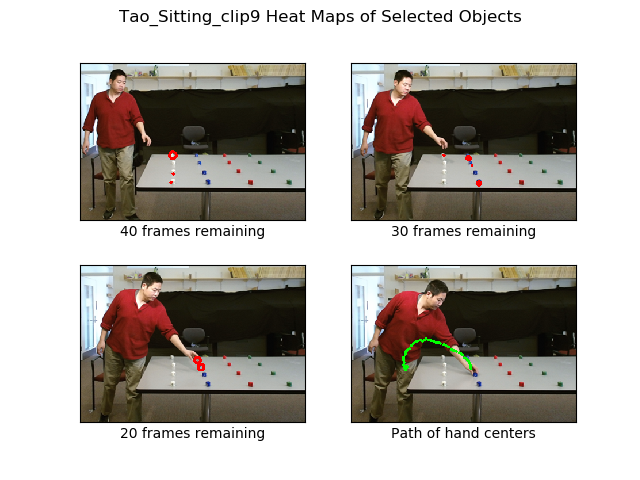 Tao_Sitting_clip9 Heat Maps of Selected Objects
40 frames remaining
30 frames remaining
20 frames remaining
Path of hand centers